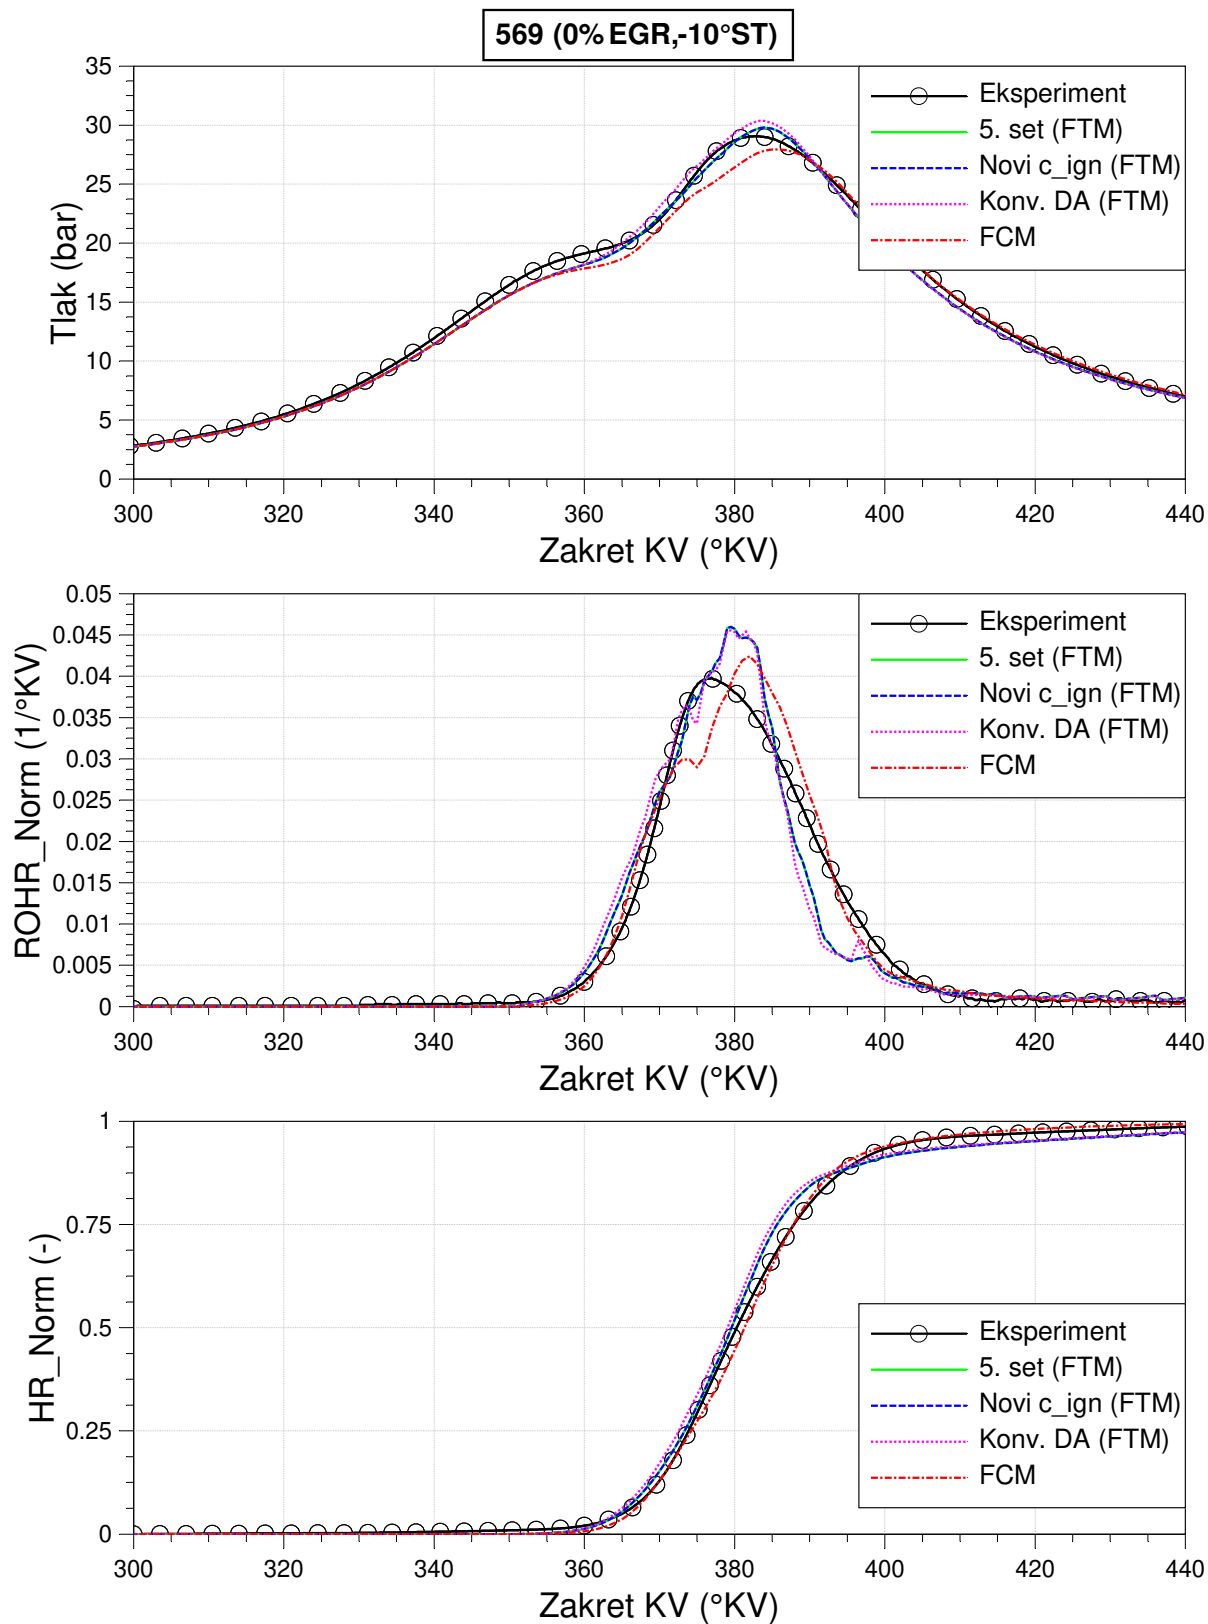 569 (0% EGR,-10°ST)
35
30
25
20
15
10
5
0
Tlak (bar)
Eksperiment
5. set (FTM)
Novi c_ign (FTM)
Konv. DA (FTM)
FCM
300 320 340 360 380 400 420 440
Zakret KV (°KV)
0.05
0.045
0.04
0.035
0.03
0.025
0.02
0.015
0.01
0.005
0
ROHR_Norm (1/°KV)
Eksperiment
5. set (FTM)
Novi c_ign (FTM)
Konv. DA (FTM)
FCM
300 320 340 360 380 400 420 440
Zakret KV (°KV)
1
0.75
0.5
0.25
0
HR_Norm (-)
Eksperiment
5. set (FTM)
Novi c_ign (FTM)
Konv. DA (FTM)
FCM
300 320 340 360 380 400 420 440
Zakret KV (°KV)